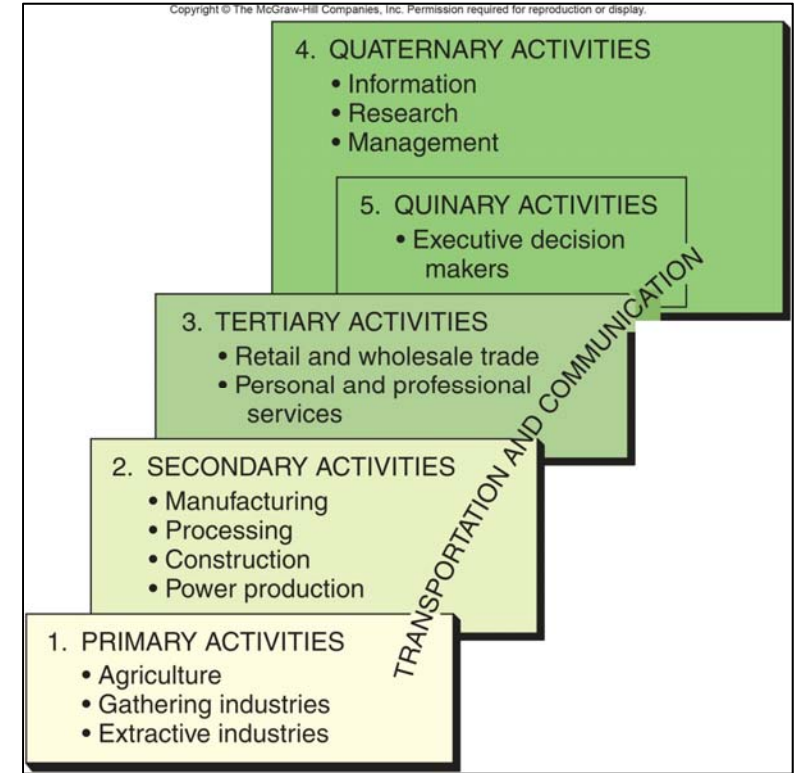 Copyright © The McGraw-Hill Companies, Inc. Permission required for reproduction or display.
4. QUATERNARY ACTIVITIES
• Information
• Research
• Management
5. QUINARY ACTIVITIES
• Executive decision
makers
3. TERTIARY ACTIVITIES
• Retail and wholesale trade
• Personal and professional
services
2. SECONDARY ACTIVITIES
• Manufacturing
• Processing
• Construction
• Power production
1. PRIMARY ACTIVITIES
• Agriculture
• Gathering industries
• Extractive industries
TRANSPORTATION AND COMMUNICATION